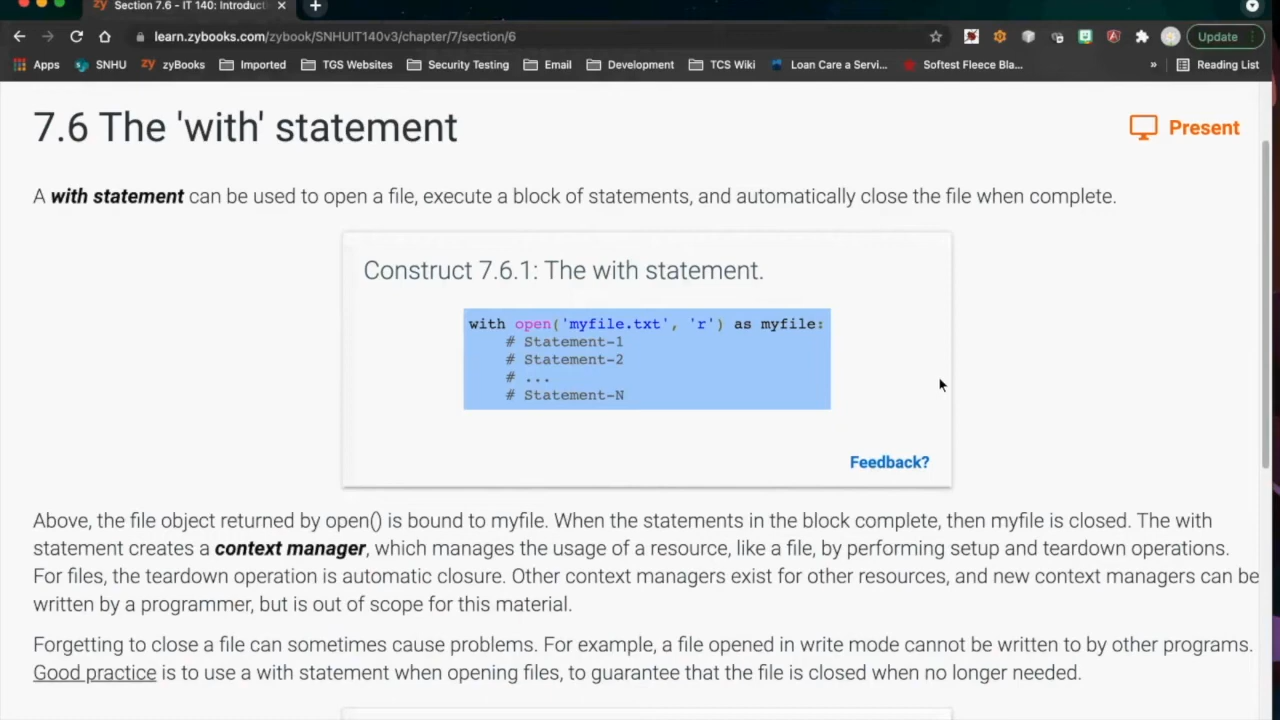 Section 7.6 - IT 140: Introduct
learn.zybooks.com/zybook/SNHUIT140v3/chapter/7/section/6
Update
Apps SNHU zyBooks Imported TGS Websites Security Testing Email Development TCS Wiki Loan Care a Servi... Softest Fleece Bla... » Reading List
7.6 The 'with' statement
Present
A with statement can be used to open a file, execute a block of statements, and automatically close the file when complete.
Construct 7.6.1: The with statement.
with open('myfile.txt', 'r') as myfile:
# Statement-1
# Statement-2
# ...
# Statement-N
Feedback?
Above, the file object returned by open() is bound to myfile. When the statements in the block complete, then myfile is closed. The with
statement creates a context manager, which manages the usage of a resource, like a file, by performing setup and teardown operations.
For files, the teardown operation is automatic closure. Other context managers exist for other resources, and new context managers can be
written by a programmer, but is out of scope for this material.
Forgetting to close a file can sometimes cause problems. For example, a file opened in write mode cannot be written to by other programs.
Good practice is to use a with statement when opening files, to guarantee that the file is closed when no longer needed.